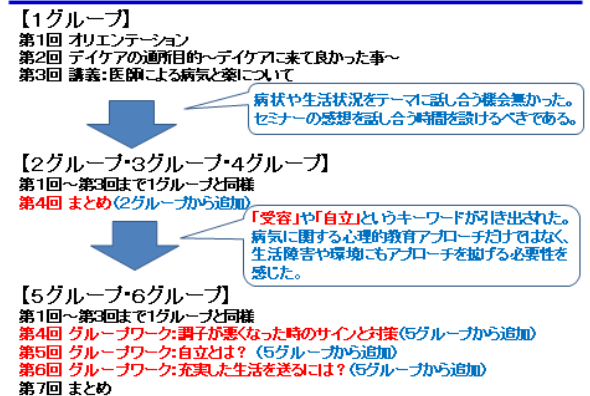 【1グループ】
第1回 オリエンテーション
第2回 デイケアの通所目的～デイケアに来て良かった事～
第3回 講義：医師による病気と薬について
病状や生活状況をテーマに話し合う機会無かった。
セミナーの感想を話し合う時間を設けるべきである。
【2グループ・3グループ・4グループ】
第1回～第3回まで1グループと同様
第4回 まとめ(2グループから追加)
「受容」や「自立」というキーワードが引き出された。
病気に関する心理的教育アプローチだけではなく、
生活障害や環境にもアプローチを拡げる必要性を
感じた。
【5グループ・6グループ】
第1回～第3回まで1グループと同様
第4回 グループワーク：調子が悪くなった時のサインと対策(5グループから追加)
第5回 グループワーク：自立とは？ (5グループから追加)
第6回 グループワーク：充実した生活を送るには？(5グループから追加)
第7回 まとめ